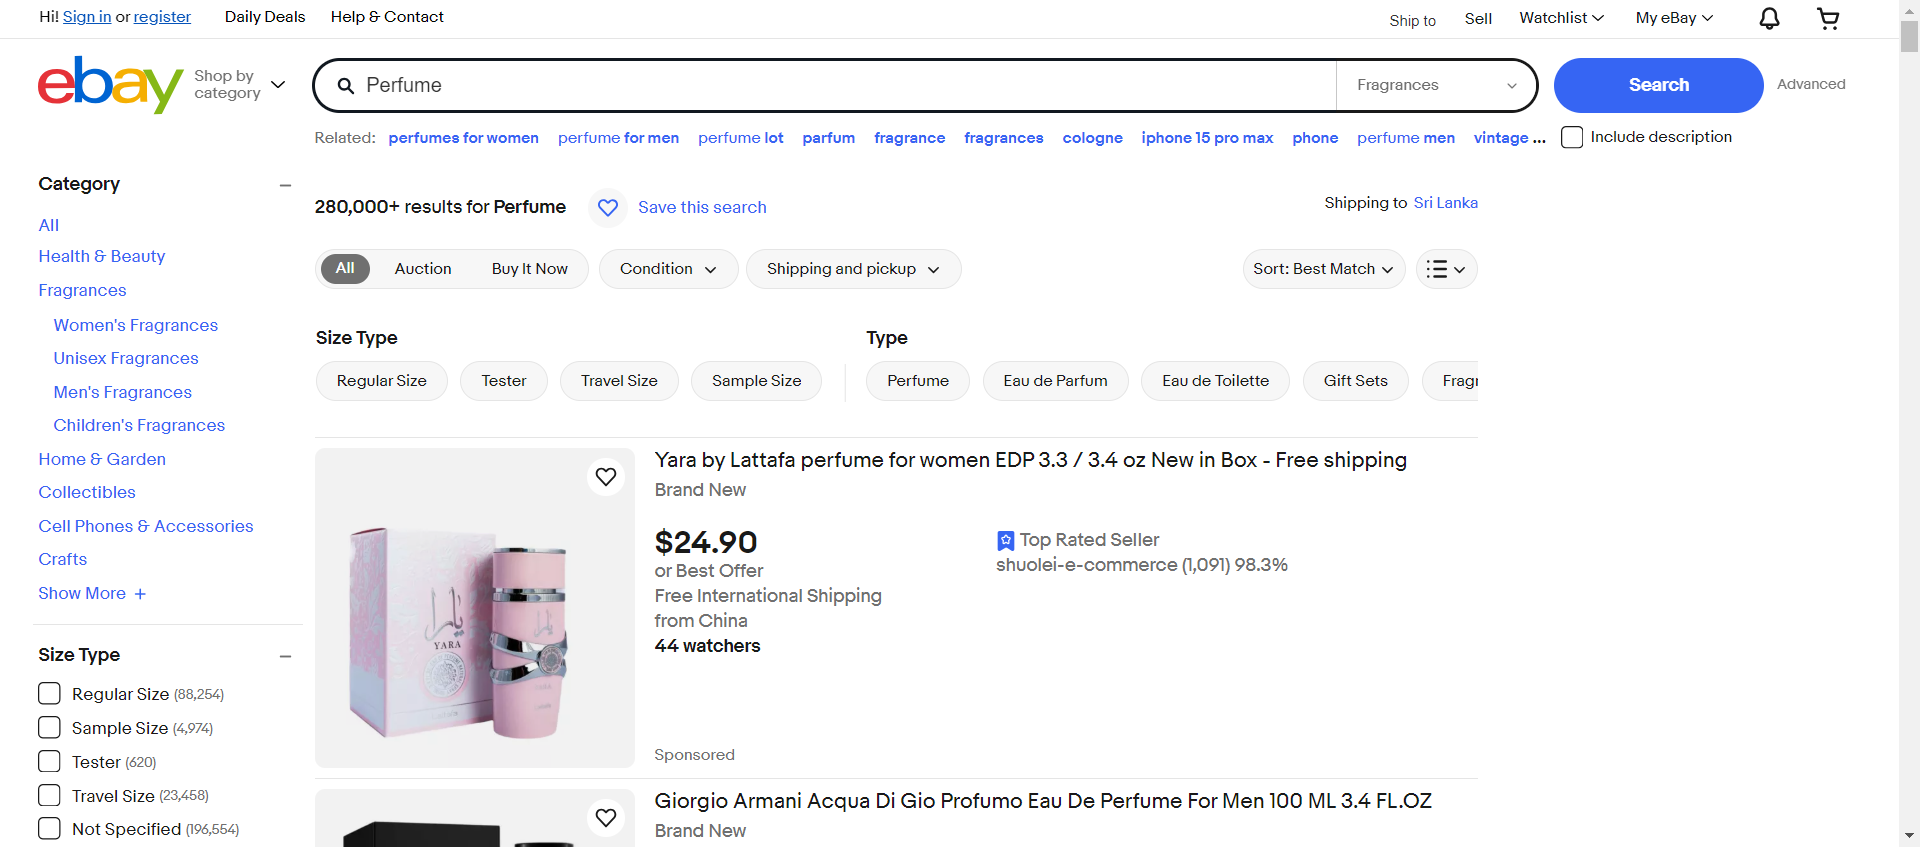 Hi! Sign in or register Daily Deals Help & Contact Ship to Sell Watchlist My eBay
ebay Shop by category Perfume Fragrances Search Advanced
Related: perfumes for women perfume for men perfume lot parfum fragrance fragrances cologne iphone 15 pro max phone perfume men vintage ... Include description
Category
All
Health & Beauty
Fragrances
Women's Fragrances
Unisex Fragrances
Men's Fragrances
Children's Fragrances
Home & Garden
Collectibles
Cell Phones & Accessories
Crafts
Show More +
Size Type
Regular Size (88,254)
Sample Size (4,974)
Tester (620)
Travel Size (23,458)
Not Specified (196,554)
280,000+ results for Perfume Save this search Shipping to Sri Lanka
All Auction Buy It Now Condition Shipping and pickup Sort: Best Match
Size Type Type
Regular Size Tester Travel Size Sample Size Perfume Eau de Parfum Eau de Toilette Gift Sets Fragr
Yara by Lattafa perfume for women EDP 3.3 / 3.4 oz New in Box - Free shipping
Brand New
$24.90
or Best Offer
Free International Shipping
from China
44 watchers
Top Rated Seller
shuolei-e-commerce (1,091) 98.3%
Sponsored
يارا
YARA
Giorgio Armani Acqua Di Gio Profumo Eau De Perfume For Men 100 ML 3.4 FL.OZ
Brand New